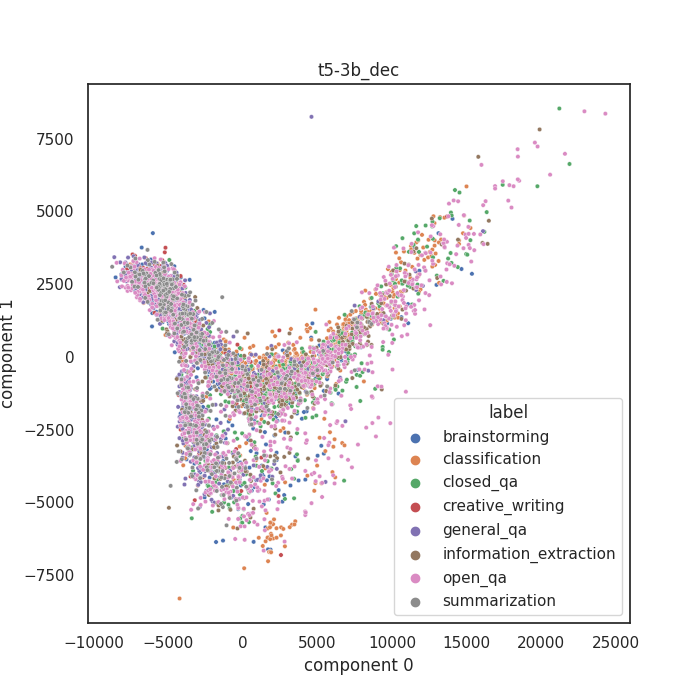 t5-3b_dec
component 1
7500
5000
2500
0
−2500
−5000
−7500
label
brainstorming
classification
closed_qa
creative_writing
general_qa
information_extraction
open_qa
summarization
−10000 −5000 0 5000 10000 15000 20000 25000
component 0